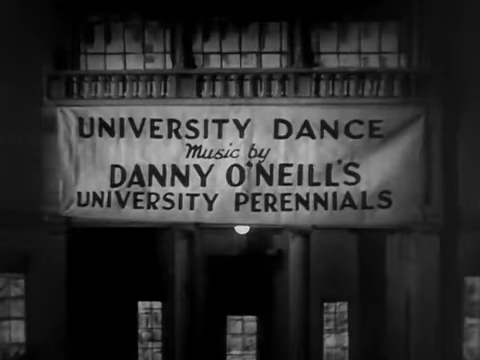 UNIVERSITY DANCE
Music by
DANNY O'NEILL'S
UNIVERSITY PERENNIALS